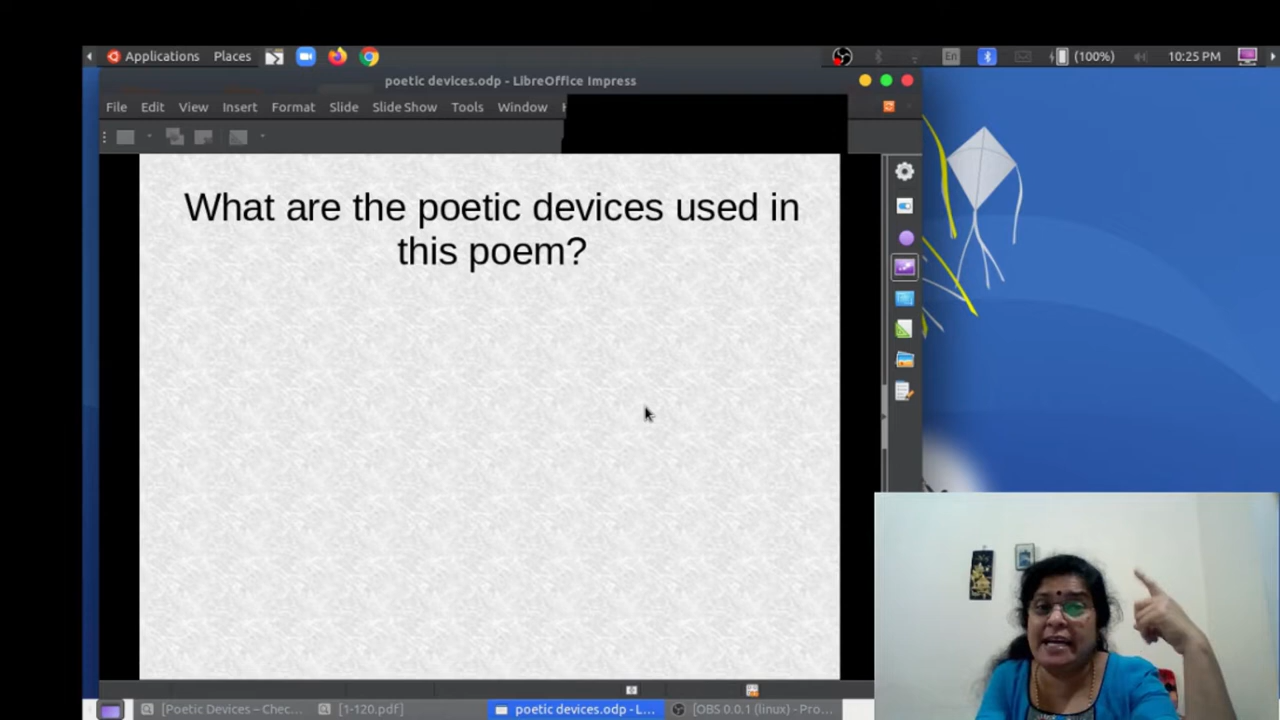 Applications Places En (100%) 10:25 PM
poetic devices.odp - LibreOffice Impress
File Edit View Insert Format Slide Slide Show Tools Window
What are the poetic devices used in
this poem?
[Poetic Devices – Chec... [1-120.pdf] poetic devices.odp - L... [OBS 0.0.1 (linux) - Pro...